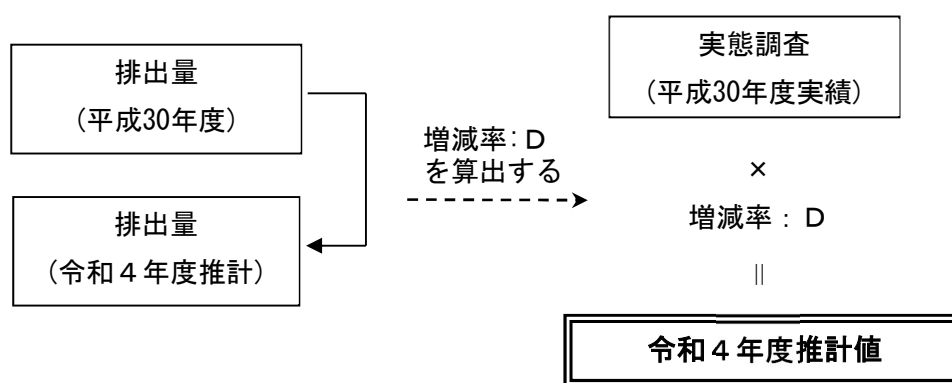 排出量
(平成30年度)
排出量
(令和４年度推計)
増減率：Ｄ
を算出する
実態調査
(平成30年度実績)
×
増減率：Ｄ
||
令和４年度推計値